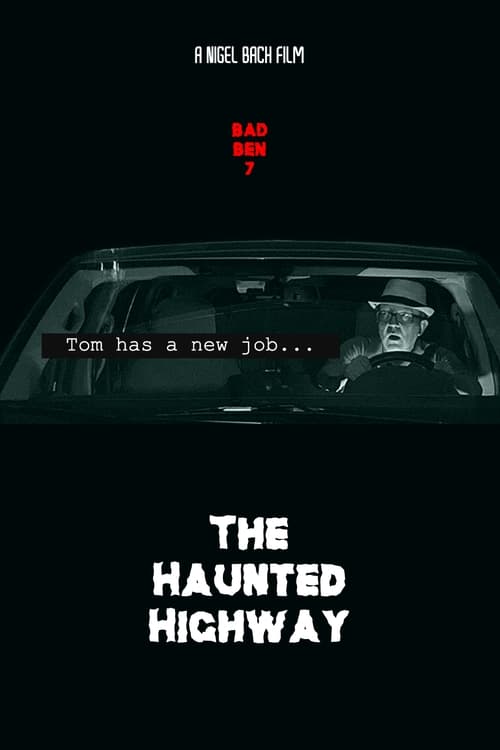 A NIGEL BACH FILM
BAD
BEN
7
Tom has a new job...
THE
HAUNTED
HIGHWAY